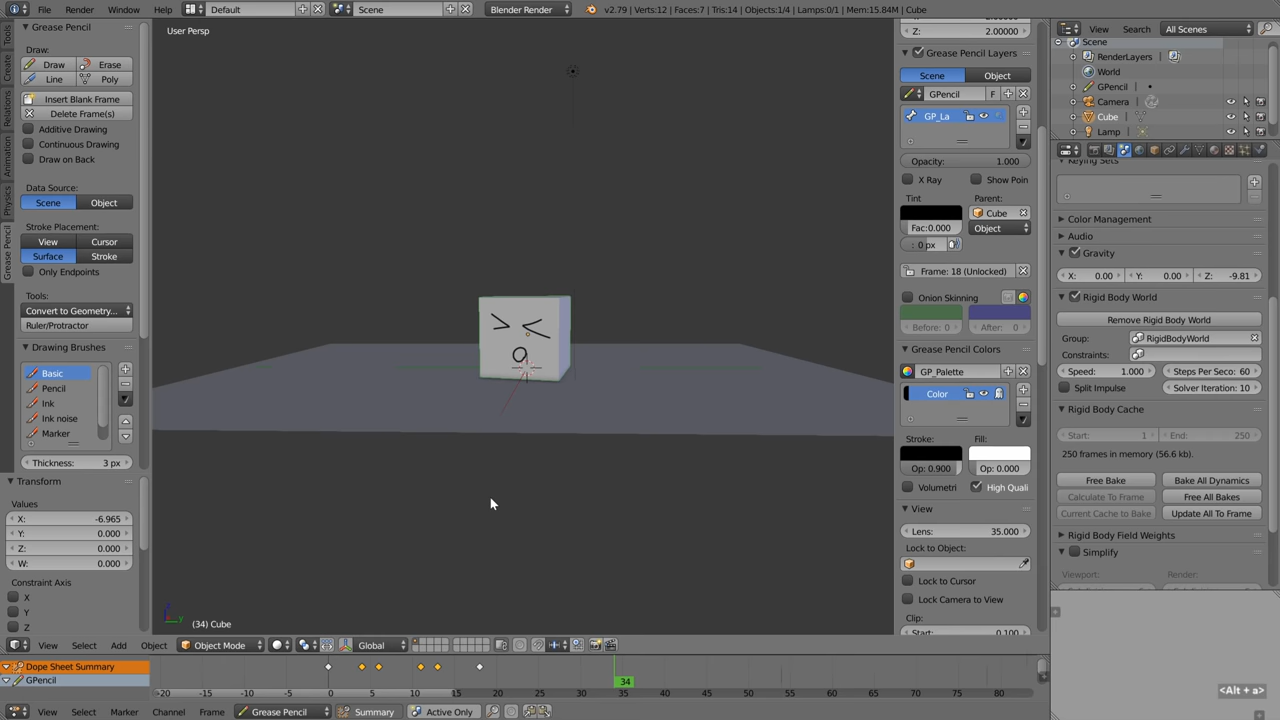 File Render Window Help Default Scene Blender Render v2.79 | Verts:12 | Faces:7 | Tris:14 | Objects:1/4 | Lamps:0/1 | Mem:15.84M | Cube
Tools
Create
Relations
Animation
Physics
Grease Pencil
Grease Pencil
Draw:
Draw Erase
Line Poly
Insert Blank Frame
Delete Frame(s)
Additive Drawing
Continuous Drawing
Draw on Back
Data Source:
Scene Object
Stroke Placement:
View Cursor
Surface Stroke
Only Endpoints
Tools:
Convert to Geometry...
Ruler/Protractor
Drawing Brushes
Basic
Pencil
Ink
Ink noise
Marker
Thickness: 3 px
Transform
Values
X: -6.965
Y: 0.000
Z: 0.000
W: 0.000
Constraint Axis
X
Y
Z
User Persp
(34) Cube
Z: 2.00000
Grease Pencil Layers
Scene Object
GPencil F
GP_La
Opacity: 1.000
X Ray Show Poin
Tint Parent:
Cube
Fac:0.000 Object
: 0 px
Frame: 18 (Unlocked)
Onion Skinning
Before: 0 After: 0
Grease Pencil Colors
GP_Palette
Color
Stroke: Fill:
Op: 0.900 Op: 0.000
Volumetri High Quali
View
Lens: 35.000
Lock to Object:
Lock to Cursor
Lock Camera to View
Clip:
Start: 0.100
View Search All Scenes
Scene
RenderLayers
World
GPencil
Camera
Cube
Lamp
Keying Sets
Color Management
Audio
Gravity
X: 0.00 Y: 0.00 Z: -9.81
Rigid Body World
Remove Rigid Body World
Group: RigidBodyWorld
Constraints:
Speed: 1.000 Steps Per Seco: 60
Split Impulse Solver Iteration: 10
Rigid Body Cache
Start: 1 End: 250
250 frames in memory (56.6 kb).
Free Bake Bake All Dynamics
Calculate To Frame Free All Bakes
Current Cache to Bake Update All To Frame
Rigid Body Field Weights
Simplify
Viewport: Render:
View Select Add Object Object Mode Global
Dope Sheet Summary
GPencil
-20 -15 -10 -5 0 5 10 15 20 25 30 34 35 40 45 50 55 60 65 70 75 80
View Select Marker Channel Frame Grease Pencil Summary Active Only
<Alt + a>